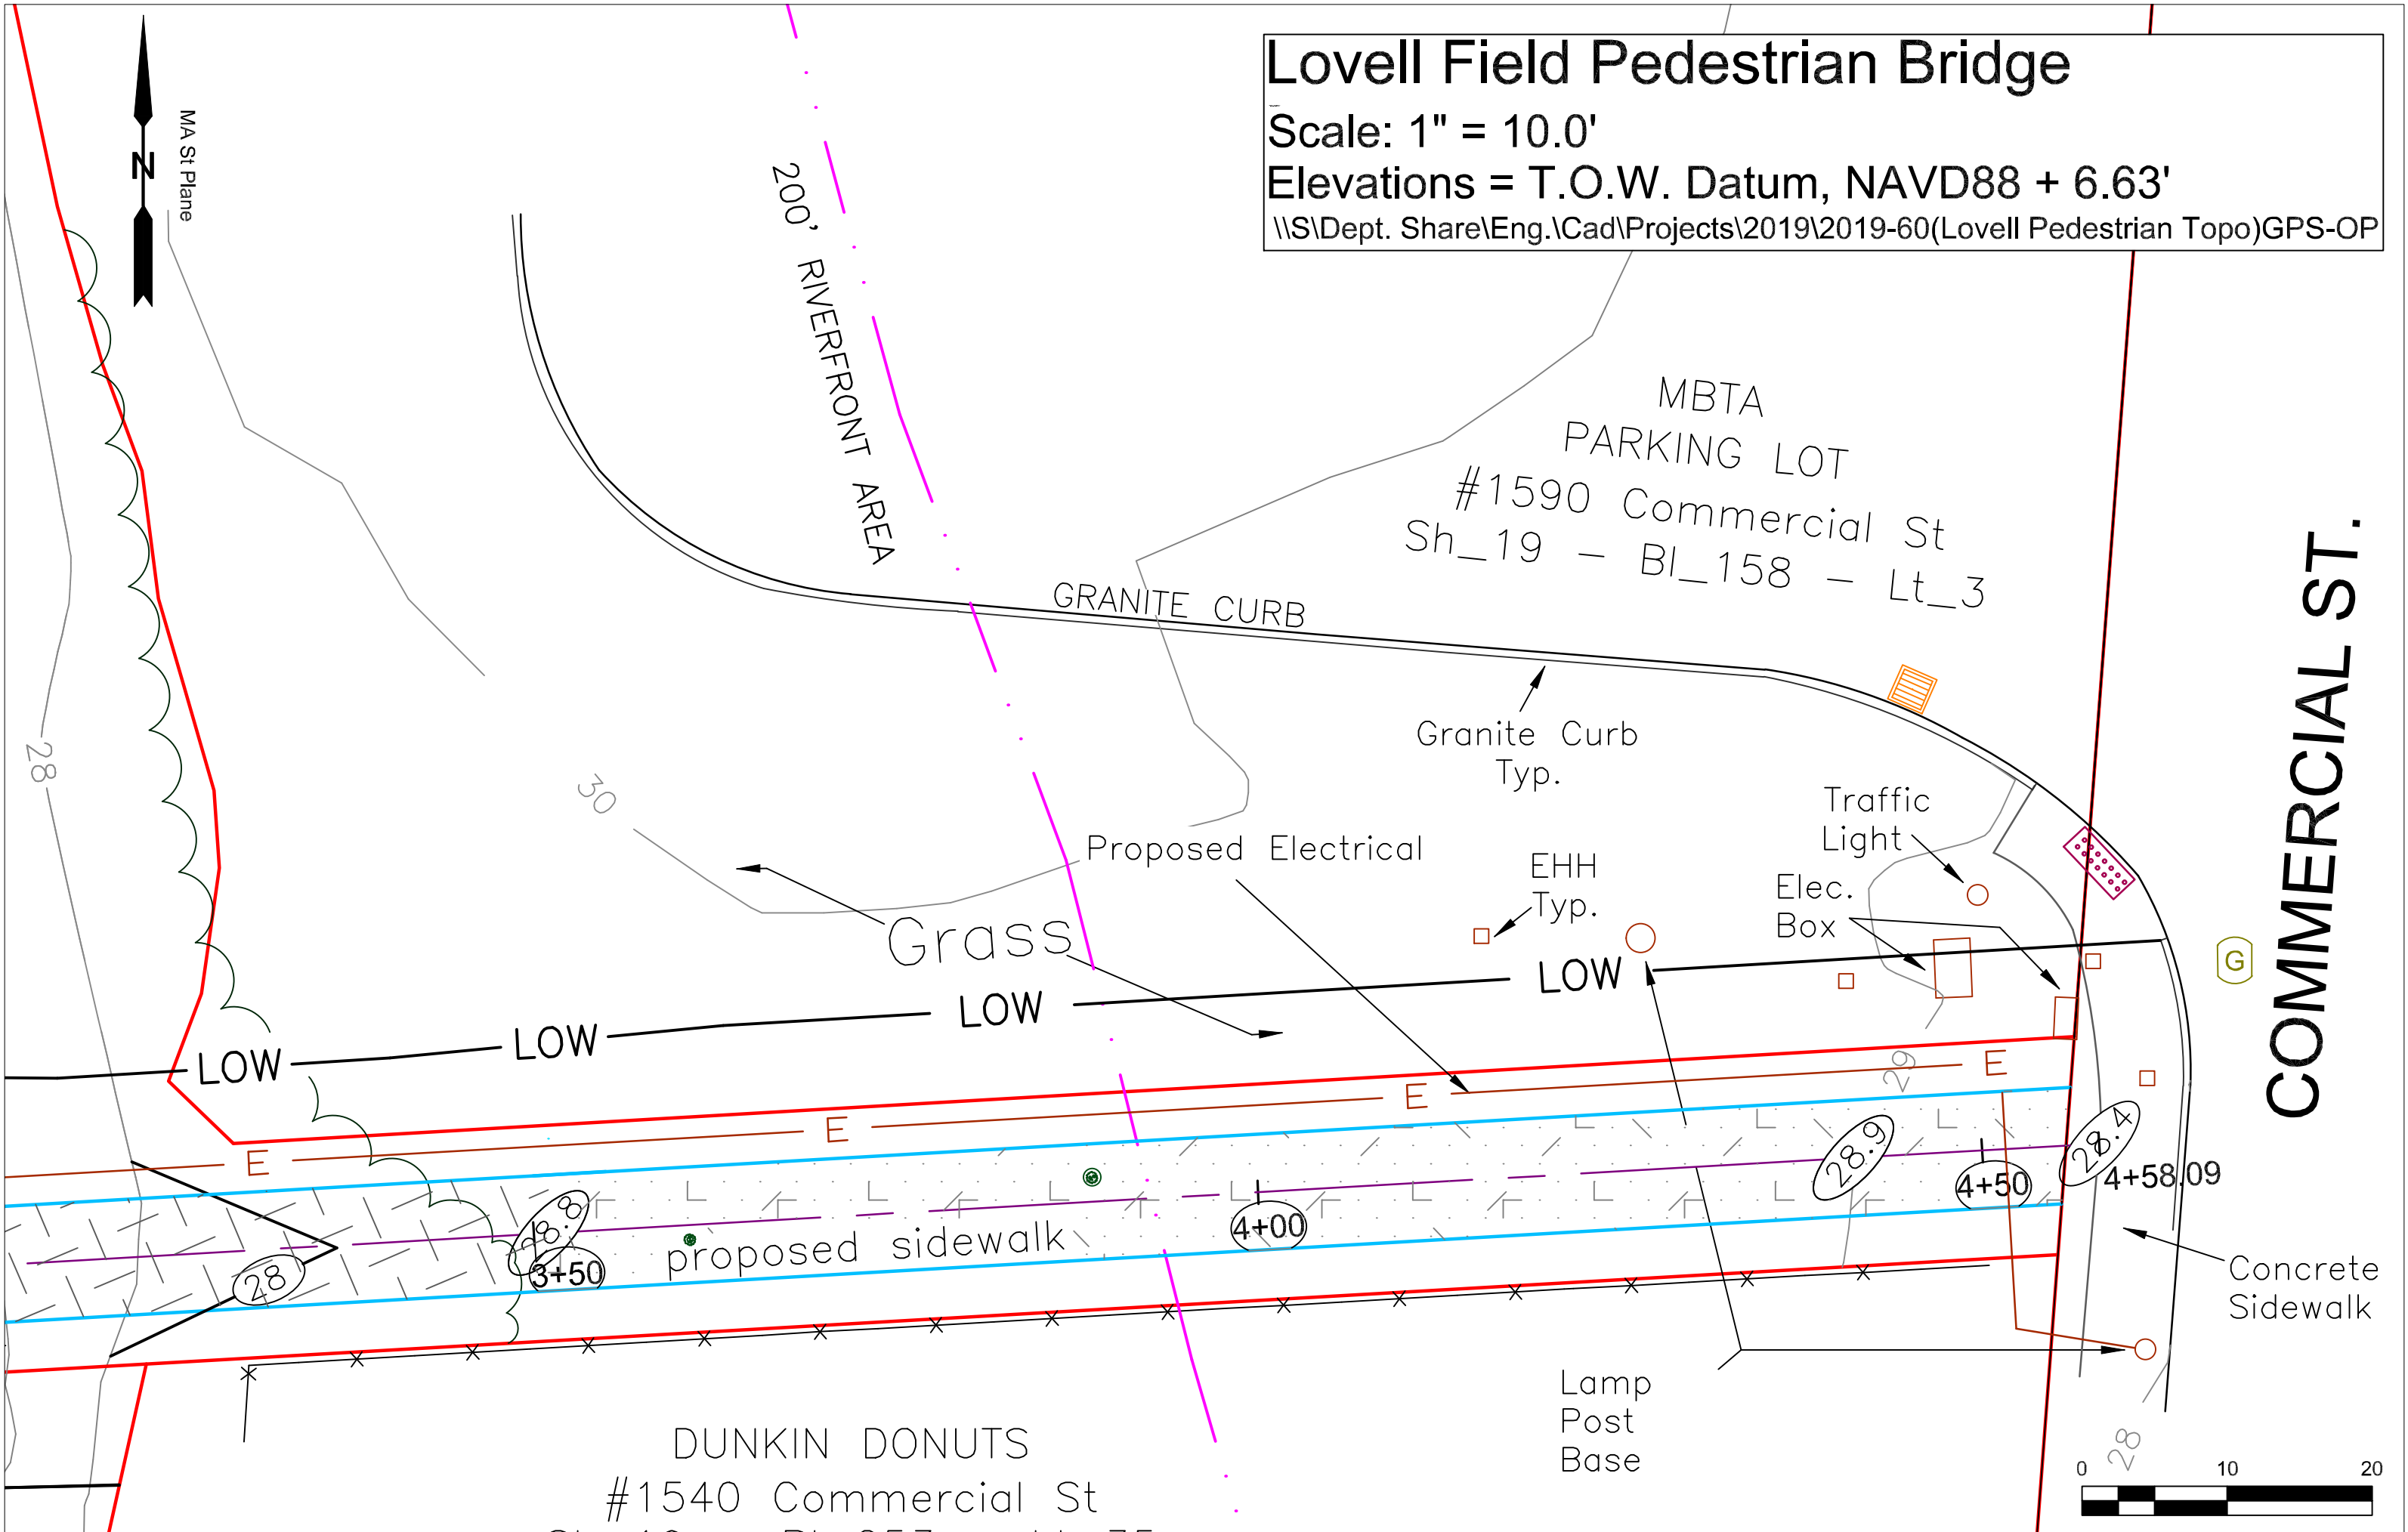 Lovell Field Pedestrian Bridge
Scale: 1" = 10.0'
Elevations = T.O.W. Datum, NAVD88 + 6.63'
\\S\Dept. Share\Eng.\Cad\Projects\2019\2019-60(Lovell Pedestrian Topo)GPS-OP
N
MA St Plane
200' RIVERFRONT AREA
MBTA
PARKING LOT
#1590 Commercial St
Sh_19 - Bl_158 - Lt_3
COMMERCIAL ST.
GRANITE CURB
Granite Curb
Typ.
28
30
Traffic
Light
Proposed Electrical
EHH
Typ.
Elec.
Box
Grass
G
LOW
LOW
LOW
LOW
29
E
E
E
E
28.9
28.4
4+50
4+58.09
28.8
4+00
proposed sidewalk
3+50
28
Concrete
Sidewalk
Lamp
Post
Base
DUNKIN DONUTS
#1540 Commercial St
28
0 10 20